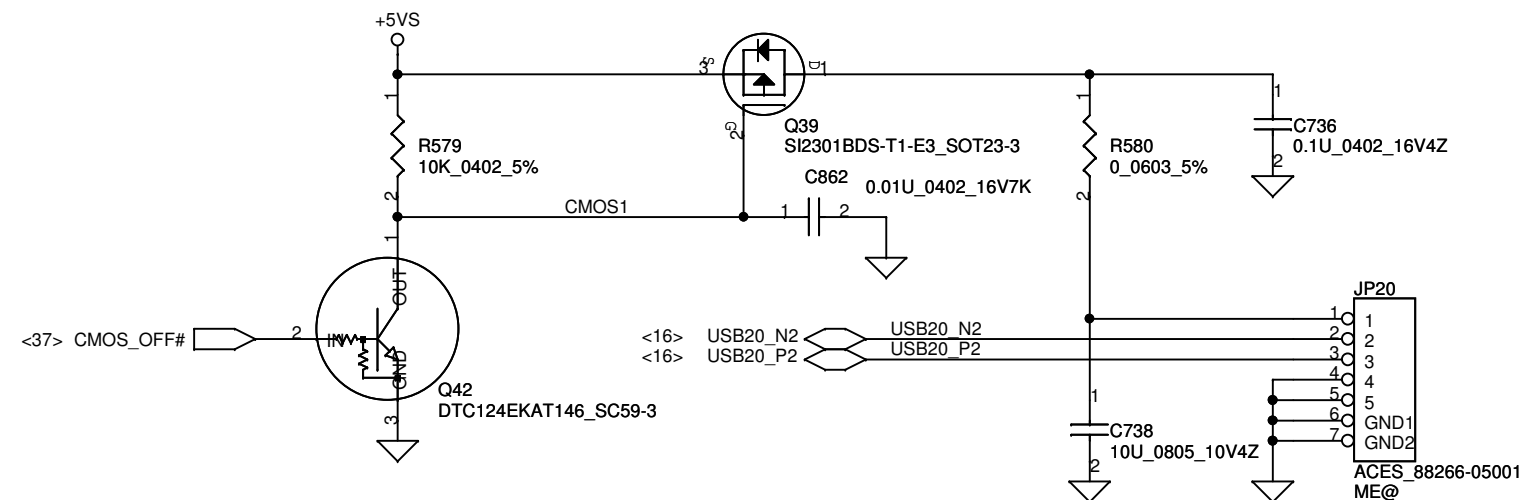 +5VS
3
S
D
1
1
G
2
1
1
R579
10K_0402_5%
2
Q39
SI2301BDS-T1-E3_SOT23-3
R580
0_0603_5%
2
C736
0.1U_0402_16V4Z
2
C862
0.01U_0402_16V7K
CMOS1
1
2
1
OUT
<37> CMOS_OFF#
2
IN
GND
3
Q42
DTC124EKAT146_SC59-3
<16> USB20_N2
USB20_N2
<16> USB20_P2
USB20_P2
JP20
1
1
2
2
3
3
4
4
5
5
6
GND1
7
GND2
ACES_88266-05001
ME@
1
C738
10U_0805_10V4Z
2